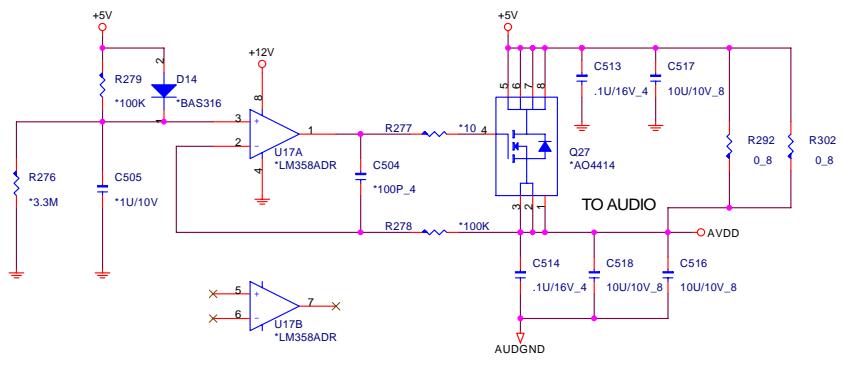 +5V
+5V
+12V
2
R279
*100K
D14
*BAS316
1
8
3
2
1
4
U17A
*LM358ADR
R277
*10
4
5
6
7
8
Q27
*AO4414
3
2
1
C513
.1U/16V_4
C517
10U/10V_8
R292
0_8
R302
0_8
R276
*3.3M
C505
*1U/10V
C504
*100P_4
R278
*100K
TO AUDIO
AVDD
C514
.1U/16V_4
C518
10U/10V_8
C516
10U/10V_8
5
6
7
U17B
*LM358ADR
AUDGND